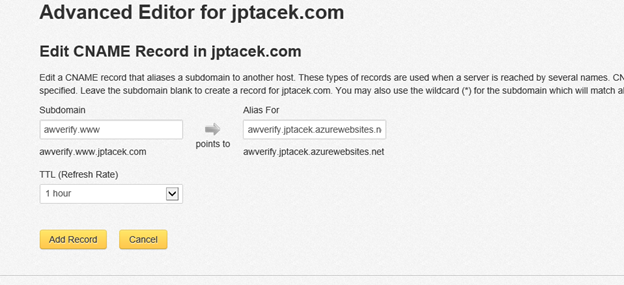 Advanced Editor for jptacek.com
Edit CNAME Record in jptacek.com
Edit a CNAME record that aliases a subdomain to another host. These types of records are used when a server is reached by several names. CN
specified. Leave the subdomain blank to create a record for jptacek.com. You may also use the wildcard (*) for the subdomain which will match al
Subdomain
Alias For
awverify.www
awverify.jptacek.azurewebsites.n
points to
awverify.www.jptacek.com
awverify.jptacek.azurewebsites.net
TTL (Refresh Rate)
1 hour
Add Record
Cancel